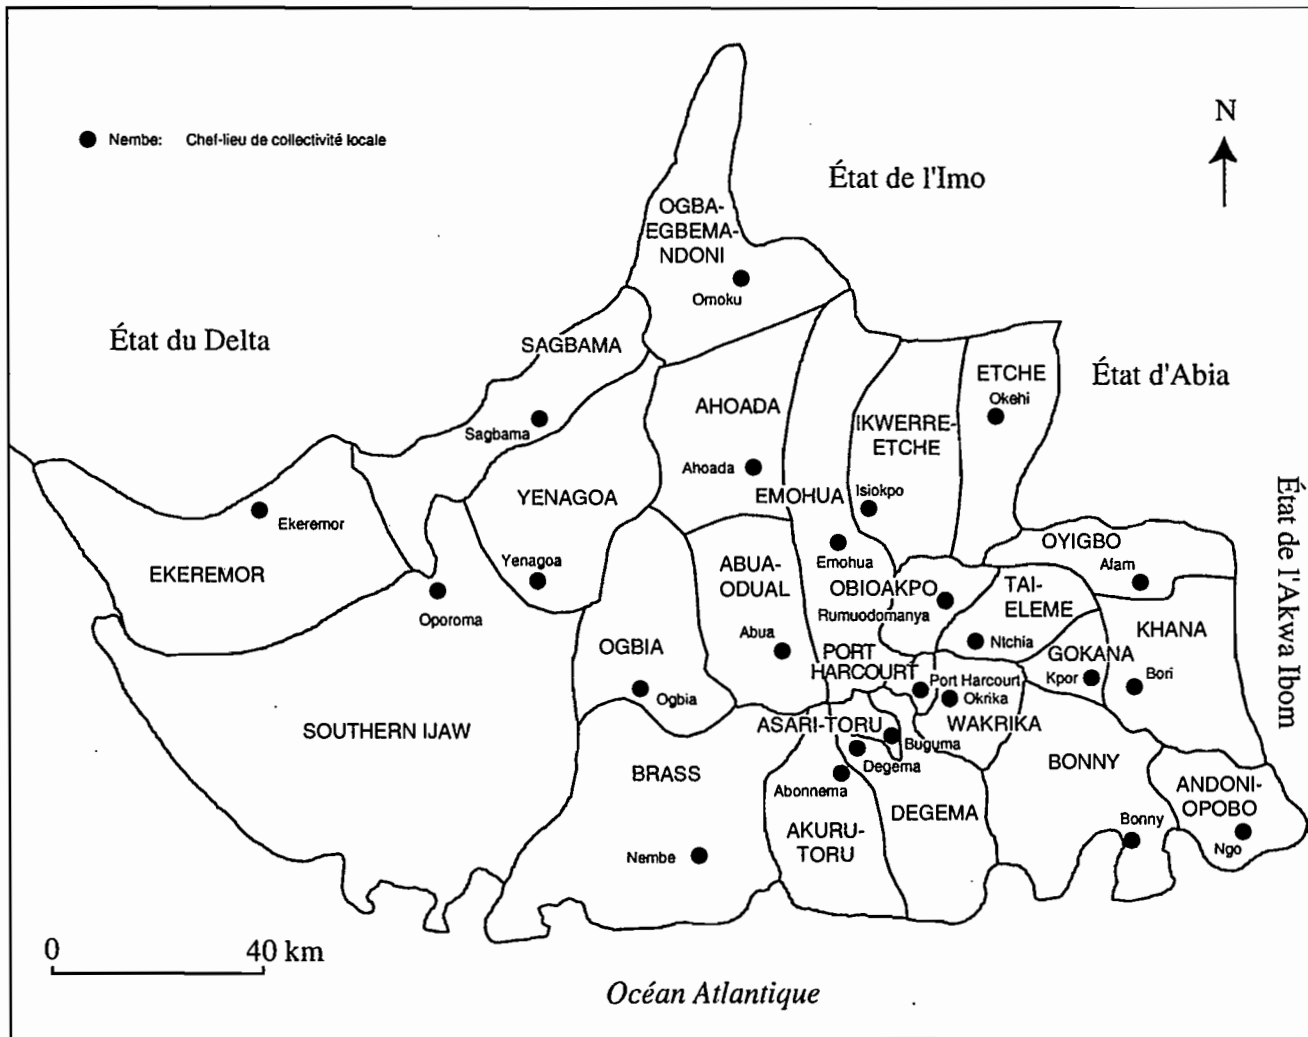 Nembe: Chef-lieu de collectivité locale
N
État de l'Imo
OGBA-
EGBEMA-
NDONI
Omoku
État du Delta
SAGBAMA
Sagbama
ETCHE
Okehi
État d'Abia
AHOADA
Ahoada
IKWERRE-
ETCHE
Isiokpo
YENAGOA
Yenagoa
EMOHUA
Emohua
État de l'Akwa Ibom
Ekeremor
EKEREMOR
OYIGBO
Afam
ABUA-
ODUAL
Abua
OBIOAKPO
Rumuodomanya
TAI-
ELEME
Ntchia
Oporoma
KHANA
Bori
OGBIA
Ogbia
PORT
HARCOURT
Port Harcourt
GOKANA
Kpor
Okrika
WAKRIKA
SOUTHERN IJAW
ASARI-TORU
Buguma
Degema
BRASS
Nembe
Abonnema
AKURU-
TORU
DEGEMA
BONNY
Bonny
ANDONI-
OPOBO
Ngo
0 40 km
Océan Atlantique